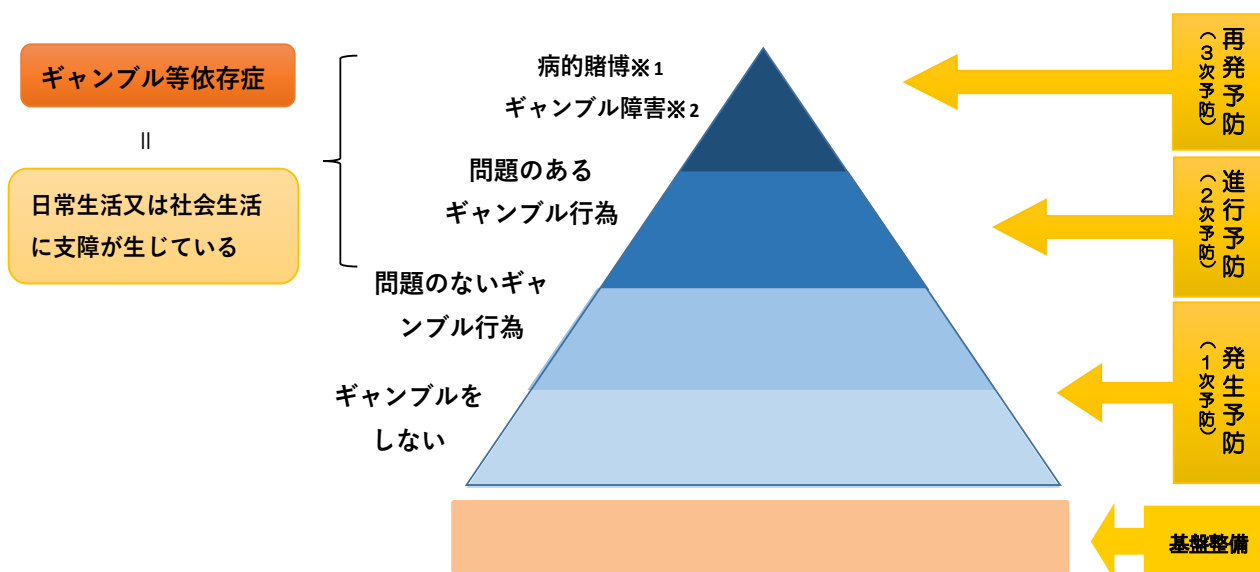 ギャンブル等依存症
＝
日常生活又は社会生活
に支障が生じている
病的賭博※1
ギャンブル障害※2
問題のある
ギャンブル行為
問題のないギャ
ンブル行為
ギャンブルを
しない
再発予防
（３次予防）
進行予防
（２次予防）
発生予防
（１次予防）
基盤整備